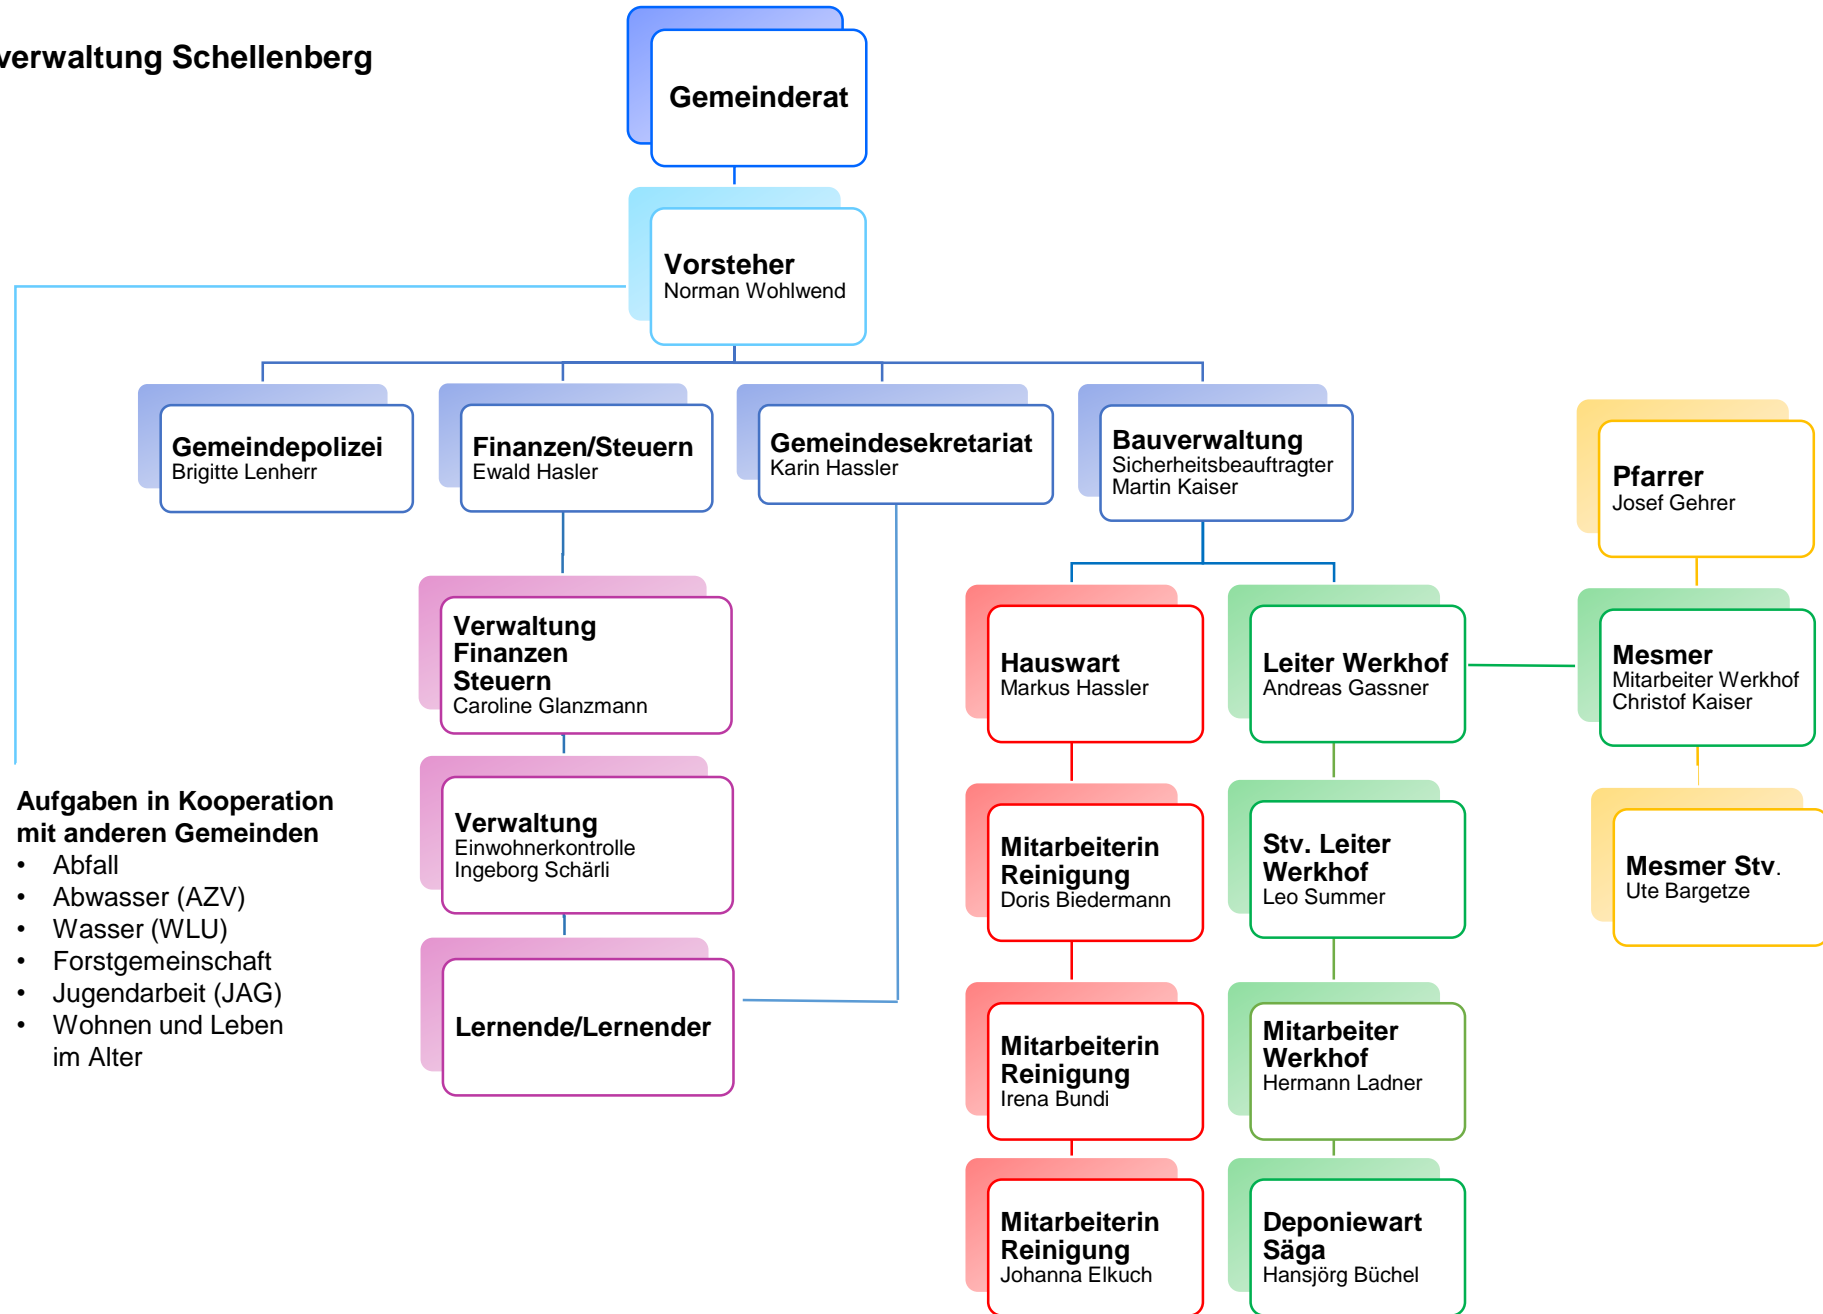 verwaltung Schellenberg
Gemeinderat
Vorsteher
Norman Wohlwend
Gemeindepolizei
Brigitte Lenherr
Finanzen/Steuern
Ewald Hasler
Gemeindesekretariat
Karin Hassler
Bauverwaltung
Sicherheitsbeauftragter
Martin Kaiser
Pfarrer
Josef Gehrer
Verwaltung
Finanzen
Steuern
Caroline Glanzmann
Hauswart
Markus Hassler
Leiter Werkhof
Andreas Gassner
Mesmer
Mitarbeiter Werkhof
Christof Kaiser
Aufgaben in Kooperation
mit anderen Gemeinden
• Abfall
• Abwasser (AZV)
• Wasser (WLU)
• Forstgemeinschaft
• Jugendarbeit (JAG)
• Wohnen und Leben
im Alter
Verwaltung
Einwohnerkontrolle
Ingeborg Schärli
Mitarbeiterin
Reinigung
Doris Biedermann
Stv. Leiter
Werkhof
Leo Summer
Mesmer Stv.
Ute Bargetze
Lernende/Lernender
Mitarbeiterin
Reinigung
Irena Bundi
Mitarbeiter
Werkhof
Hermann Ladner
Mitarbeiterin
Reinigung
Johanna Elkuch
Deponiewart
Säga
Hansjörg Büchel